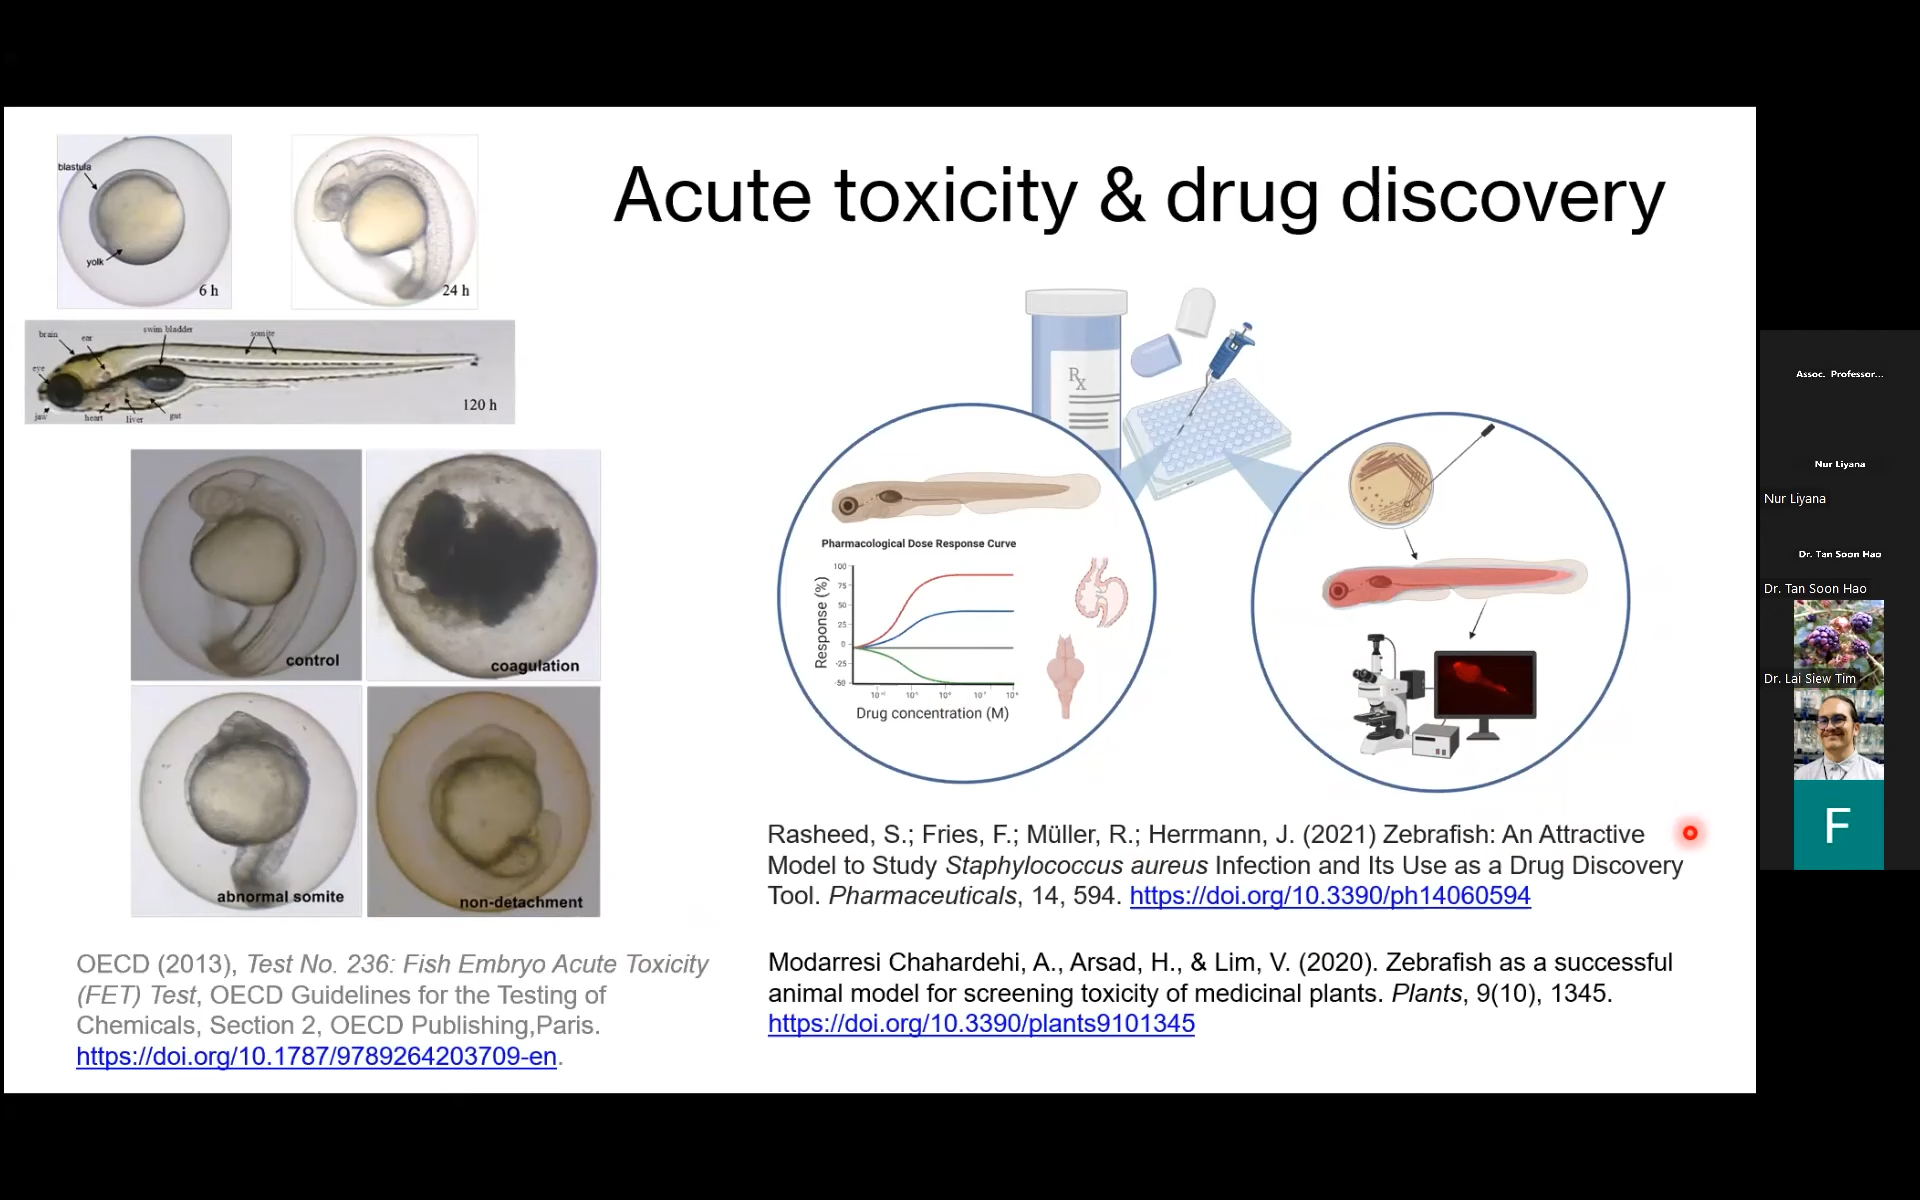 Acute toxicity & drug discovery
blastula
yolk
6 h
24 h
brain
ear
swim bladder
somite
eye
jaw
heart
liver
gut
120 h
control
coagulation
abnormal somite
non-detachment
OECD (2013), Test No. 236: Fish Embryo Acute Toxicity
(FET) Test, OECD Guidelines for the Testing of
Chemicals, Section 2, OECD Publishing,Paris.
https://doi.org/10.1787/9789264203709-en.
Rx
Pharmacological Dose Response Curve
Response (%)
100
75
50
25
0
-25
-50
Drug concentration (M)
Rasheed, S.; Fries, F.; Müller, R.; Herrmann, J. (2021) Zebrafish: An Attractive
Model to Study Staphylococcus aureus Infection and Its Use as a Drug Discovery
Tool. Pharmaceuticals, 14, 594. https://doi.org/10.3390/ph14060594
Modarresi Chahardehi, A., Arsad, H., & Lim, V. (2020). Zebrafish as a successful
animal model for screening toxicity of medicinal plants. Plants, 9(10), 1345.
https://doi.org/10.3390/plants9101345
Assoc. Professor...
Nur Liyana
Nur Liyana
Dr. Tan Soon Hao
Dr. Tan Soon Hao
Dr. Lai Siew Tim
F